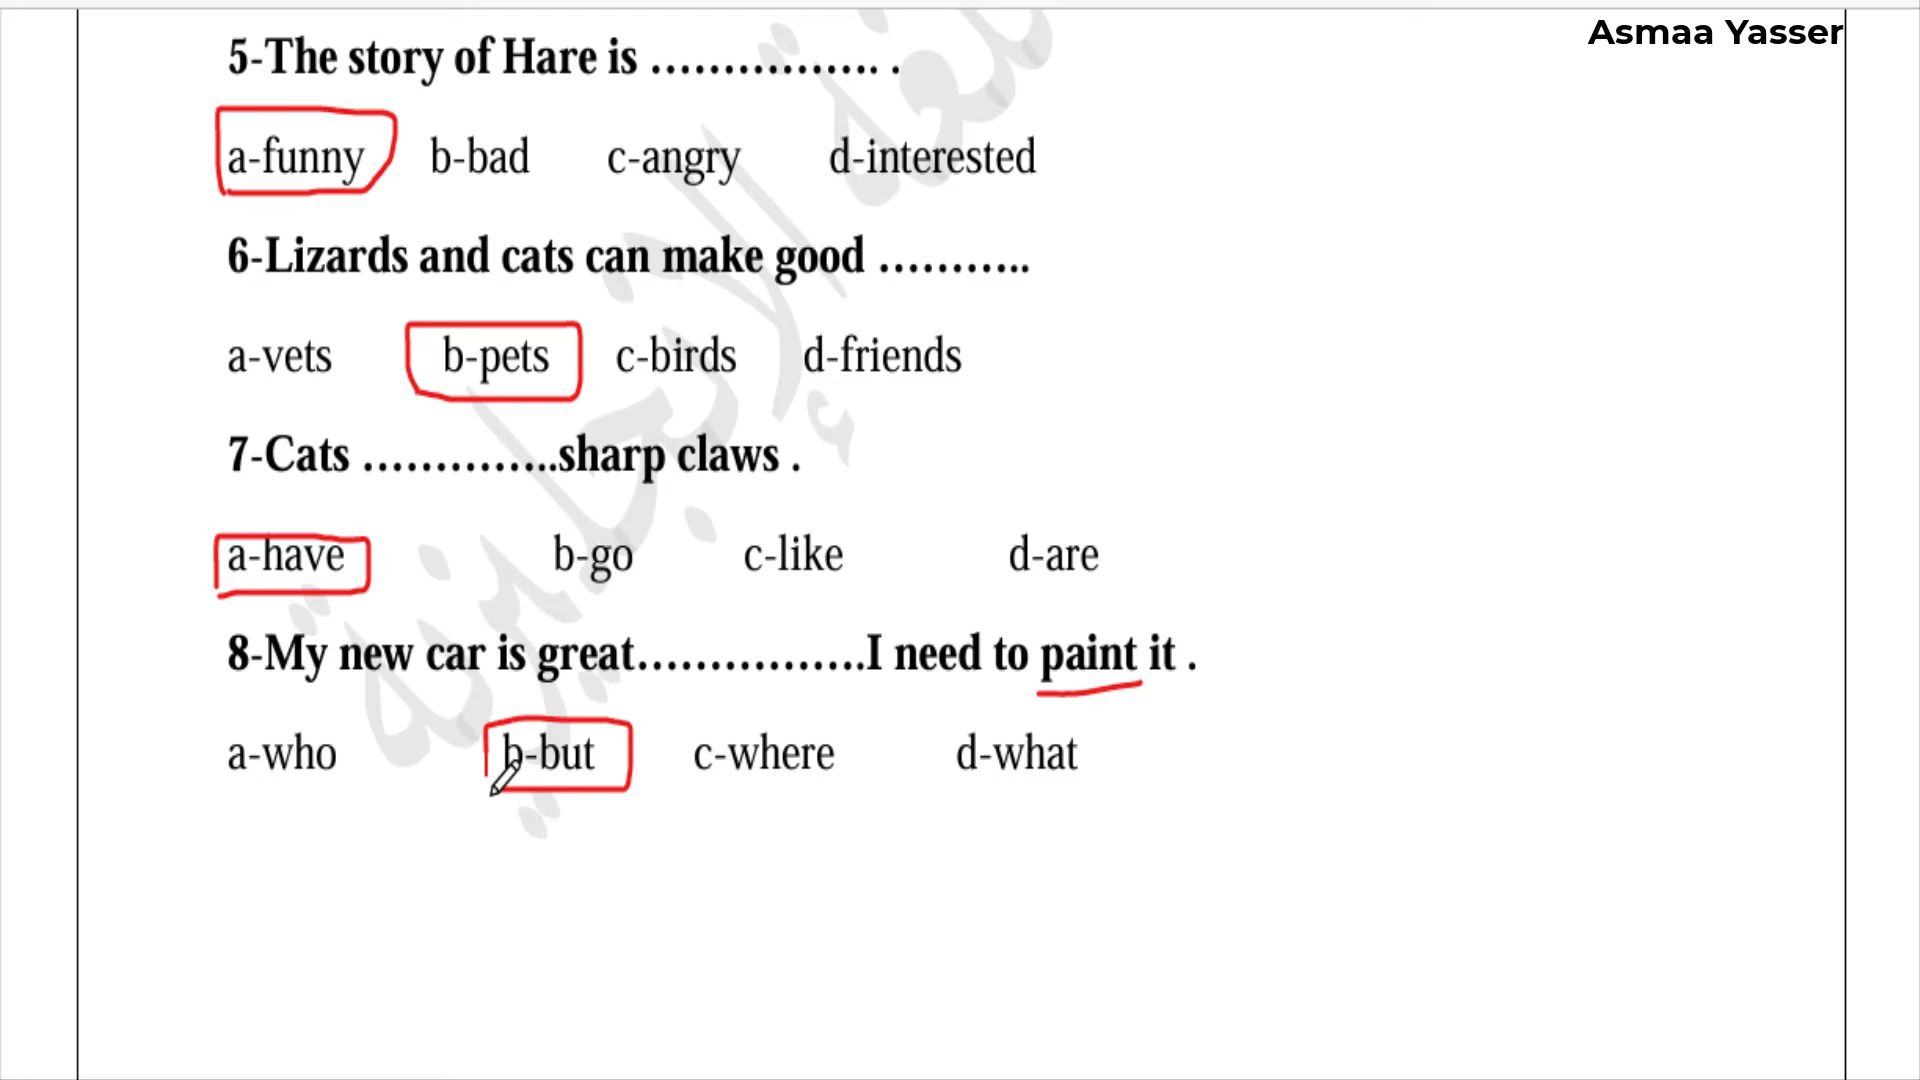 Asmaa Yasser
5-The story of Hare is ................. .
a-funny b-bad c-angry d-interested
6-Lizards and cats can make good ...........
a-vets b-pets c-birds d-friends
7-Cats ...............sharp claws .
a-have b-go c-like d-are
8-My new car is great.................I need to paint it .
a-who b-but c-where d-what